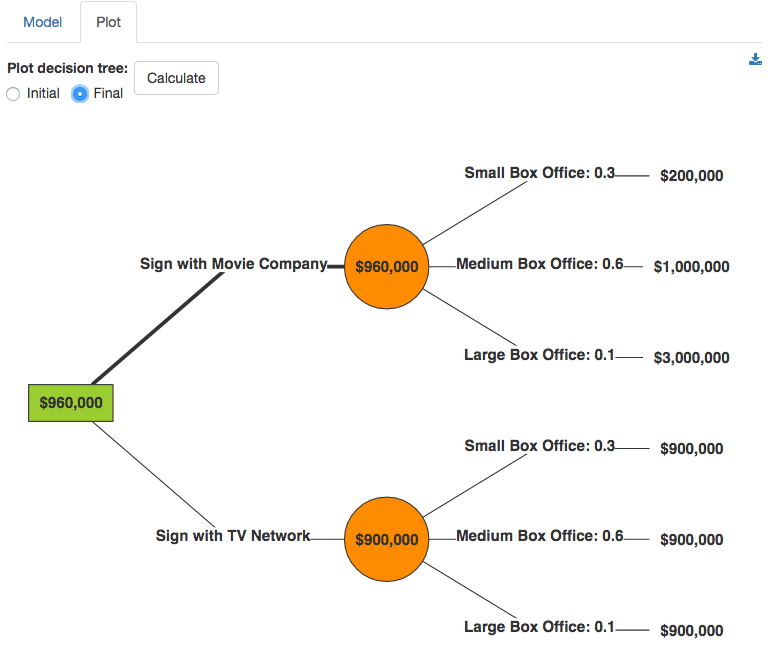 Model Plot
Plot decision tree:
Calculate
Initial Final
Small Box Office: 0.3 $200,000
Sign with Movie Company $960,000 Medium Box Office: 0.6 $1,000,000
Large Box Office: 0.1 $3,000,000
$960,000
Small Box Office: 0.3 $900,000
Sign with TV Network $900,000 Medium Box Office: 0.6 $900,000
Large Box Office: 0.1 $900,000